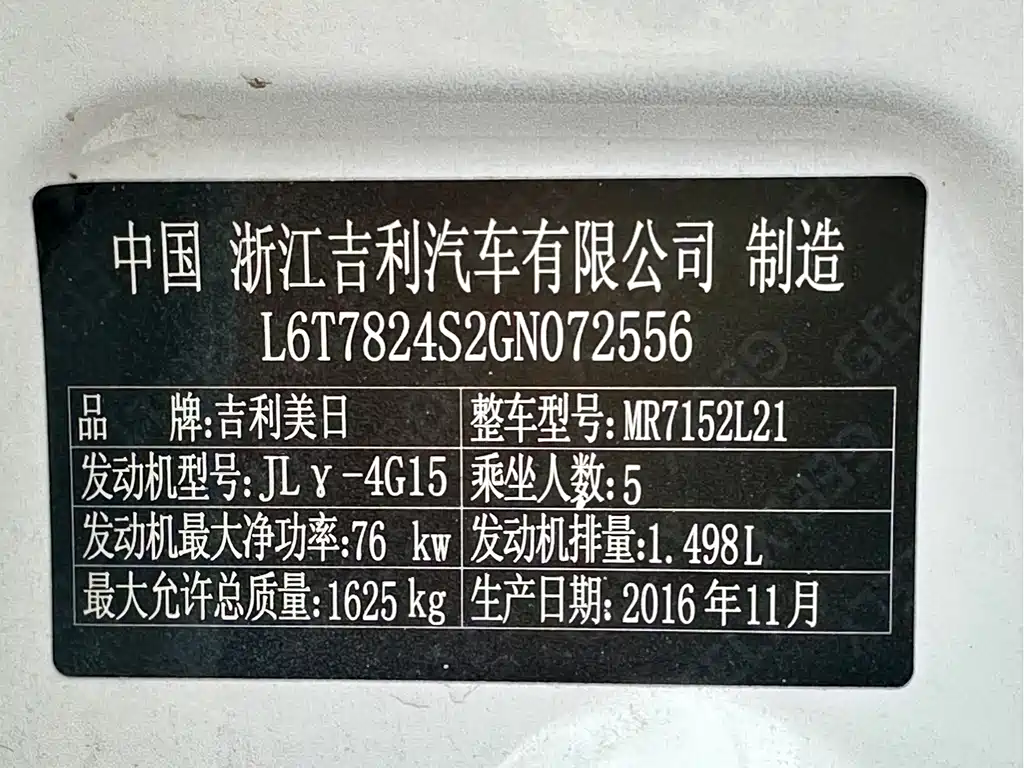 中国 浙江吉利汽车有限公司 制造
L6T7824S2GN072556
品 牌:吉利美日 整车型号:MR7152L21
发动机型号:JLγ-4G15 乘坐人数:5
发动机最大净功率:76 kw 发动机排量:1.498L
最大允许总质量:1625kg 生产日期:2016年11月